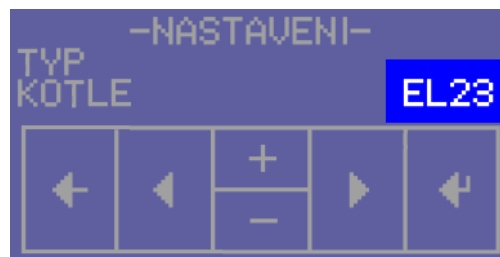 -NASTAVENI-
TYP
KOTLE EL23
+
-